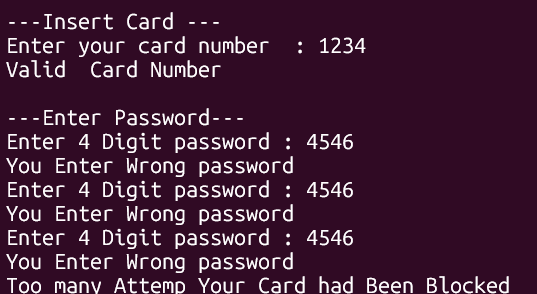 ---Insert Card ---
Enter your card number  : 1234
Valid  Card Number

---Enter Password---
Enter 4 Digit password : 4546
You Enter Wrong password
Enter 4 Digit password : 4546
You Enter Wrong password
Enter 4 Digit password : 4546
You Enter Wrong password
Too many Attemp Your Card had Been Blocked